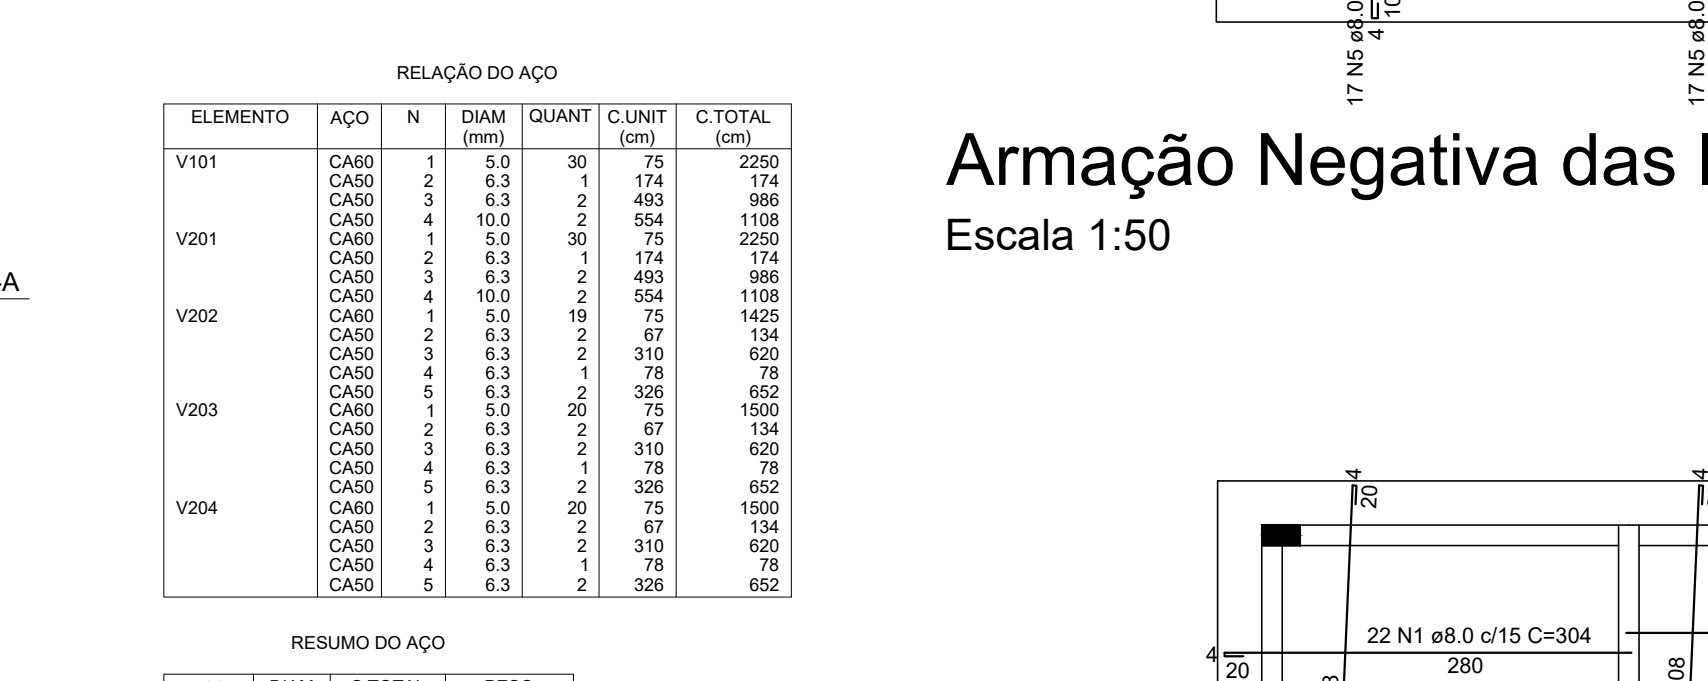 RELAÇÃO DO AÇO
ELEMENTO AÇO N DIAM (mm) QUANT C.UNIT (cm) C.TOTAL (cm)
V101 CA60 1 5.0 30 75 2250
CA50 2 6.3 1 174 174
CA50 3 6.3 2 493 986
CA50 4 10.0 2 554 1108
V201 CA60 1 5.0 30 75 2250
CA50 2 6.3 1 174 174
CA50 3 6.3 2 493 986
CA50 4 10.0 2 554 1108
V202 CA60 1 5.0 19 75 1425
CA50 2 6.3 2 67 134
CA50 3 6.3 2 310 620
CA50 4 6.3 1 78 78
CA50 5 6.3 2 326 652
V203 CA60 1 5.0 20 75 1500
CA50 2 6.3 2 67 134
CA50 3 6.3 2 310 620
CA50 4 6.3 1 78 78
CA50 5 6.3 2 326 652
V204 CA60 1 5.0 20 75 1500
CA50 2 6.3 2 67 134
CA50 3 6.3 2 310 620
CA50 4 6.3 1 78 78
CA50 5 6.3 2 326 652
RESUMO DO AÇO
A
17 N5 ø8.0
4
10
17 N5 ø8.0
Armação Negativa das
Escala 1:50
4
20
4
22 N1 ø8.0 c/15 C=304
280
4
20